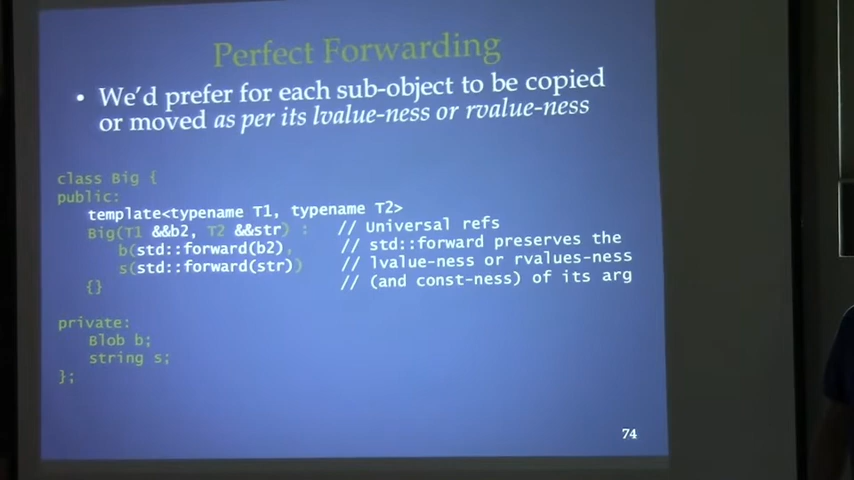 Perfect Forwarding
• We'd prefer for each sub-object to be copied
or moved as per its lvalue-ness or rvalue-ness
class Big {
public:
template<typename T1, typename T2>
Big(T1 &&b2, T2 &&str) : // Universal refs
b(std::forward(b2), // std::forward preserves the
s(std::forward(str)) // lvalue-ness or rvalues-ness
{} // (and const-ness) of its arg
private:
Blob b;
string s;
};
74